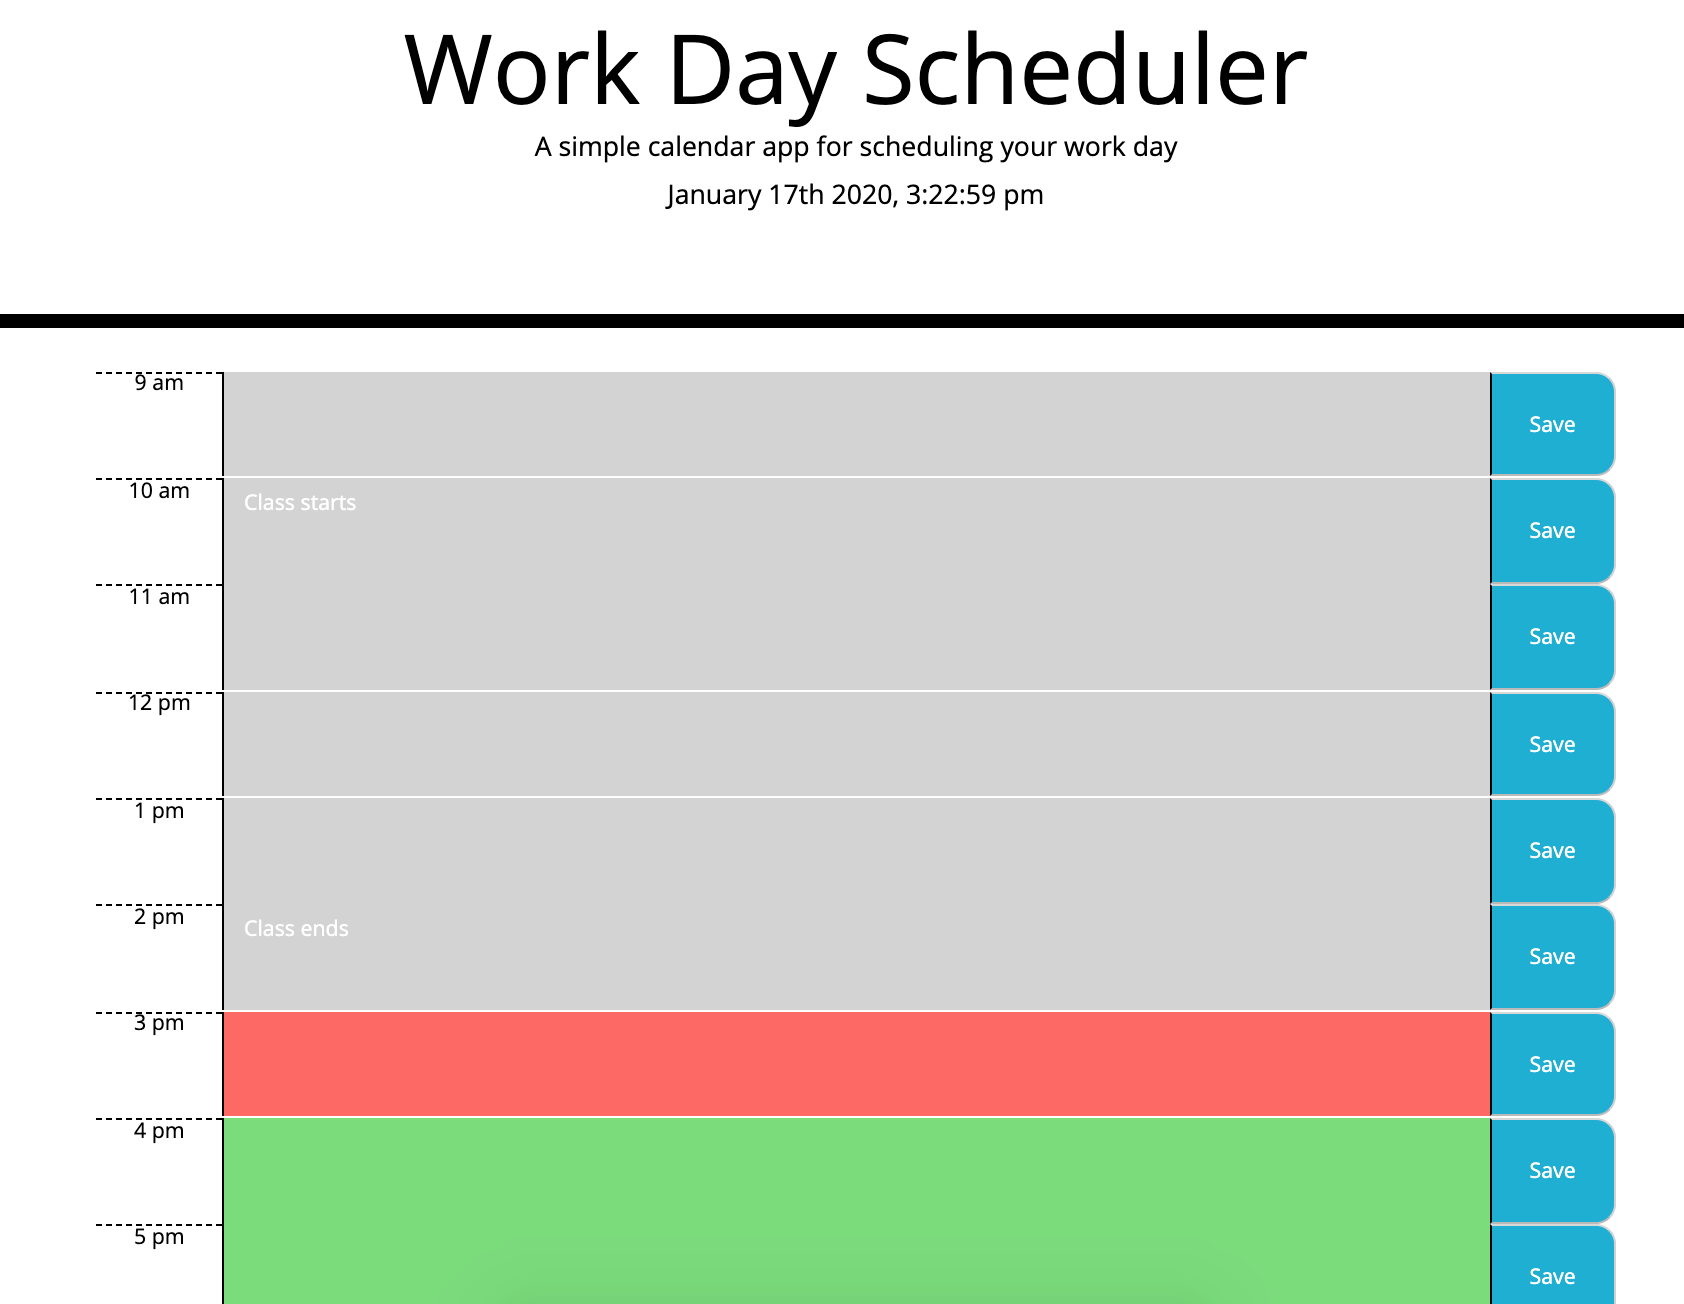 Work Day Scheduler
A simple calendar app for scheduling your work day
January 17th 2020, 3:22:59 pm
9 am
Save
10 am
Class starts
Save
11 am
Save
12 pm
Save
1 pm
Save
2 pm
Class ends
Save
3 pm
Save
4 pm
Save
5 pm
Save